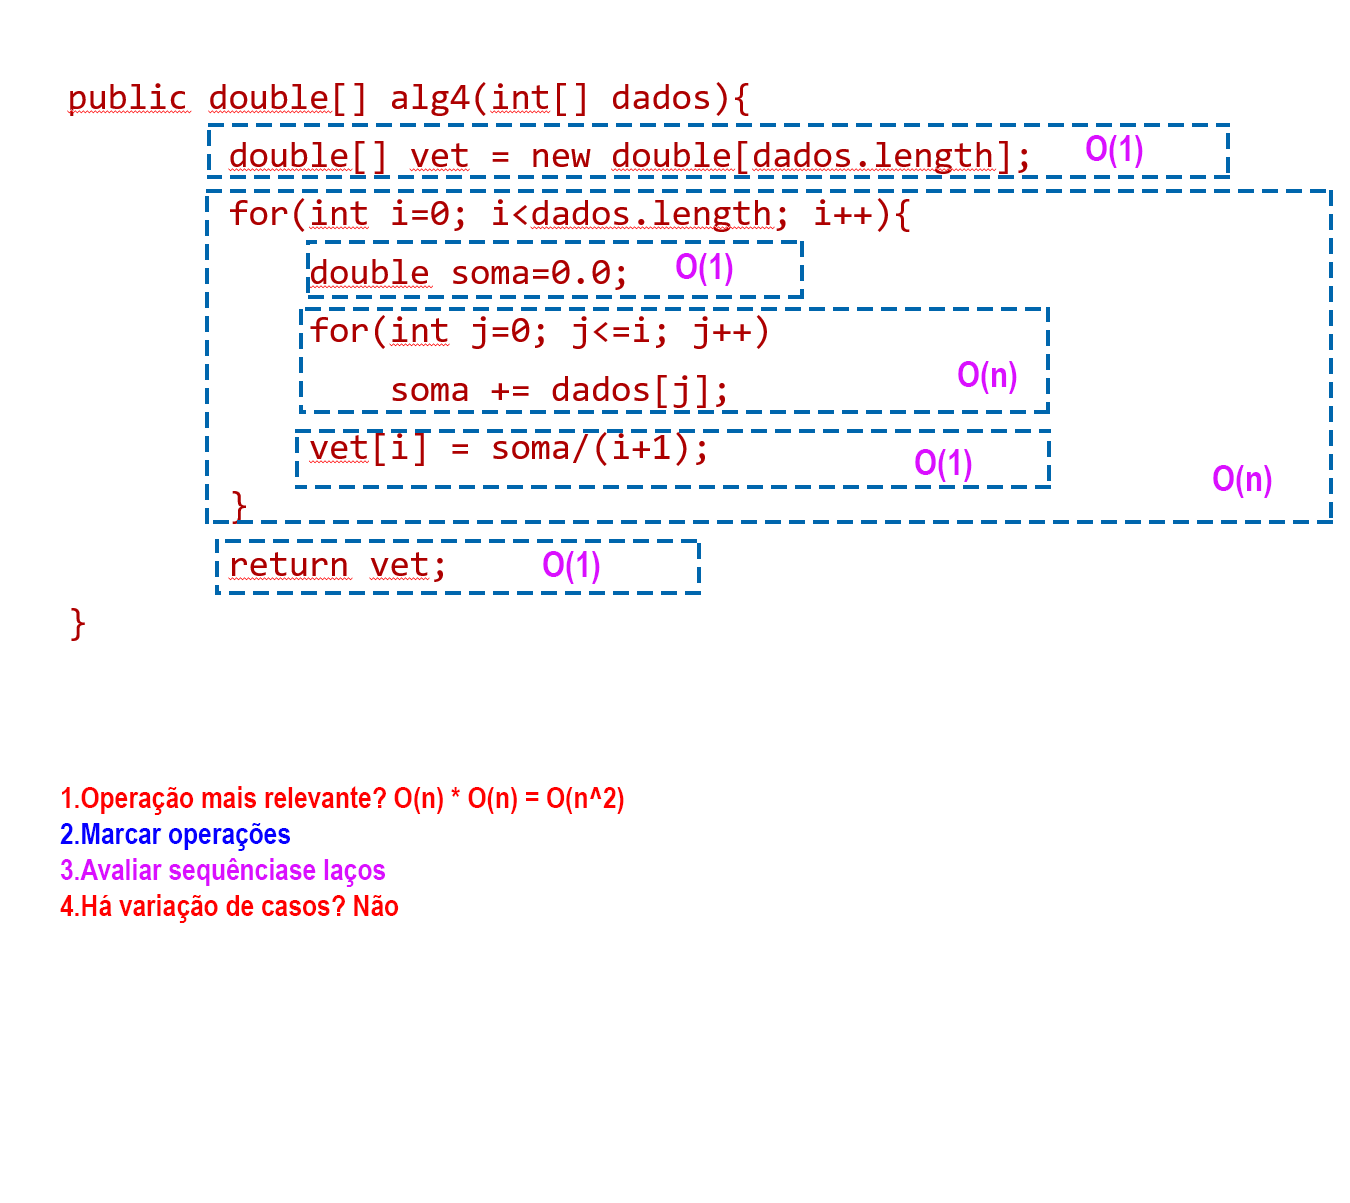 public double[] alg4(int[] dados){
double[] vet = new double[dados.length]; O(1)
for(int i=0; i<dados.length; i++){
double soma=0.0; O(1)
for(int j=0; j<=i; j++)
O(n)
soma += dados[j];
vet[i] = soma/(i+1); O(1)
O(n)
}
return vet; O(1)
}
1.Operação mais relevante? O(n) * O(n) = O(n^2)
2.Marcar operações
3.Avaliar sequênciase laços
4.Há variação de casos? Não